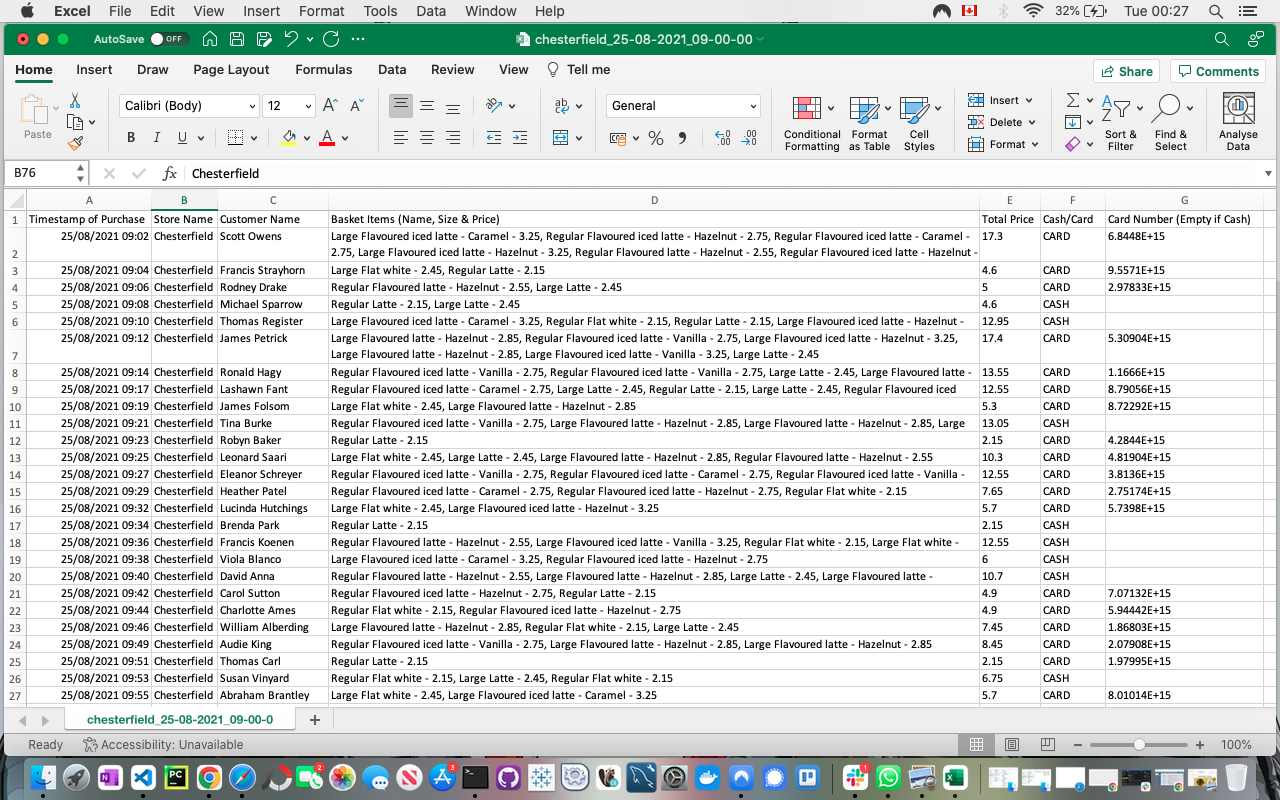 Excel File Edit View Insert Format Tools Data Window Help 32% Tue 00:27
AutoSave OFF chesterfield_25-08-2021_09-00-00
Home Insert Draw Page Layout Formulas Data Review View Tell me Share Comments
Paste Calibri (Body) 12 A^ Aˇ General Conditional Formatting Format as Table Cell Styles Insert Delete Format Sort & Filter Find & Select Analyse Data
B I U A ab % .00
B76 fx Chesterfield
A B C D E F G
1 Timestamp of Purchase Store Name Customer Name Basket Items (Name, Size & Price) Total Price Cash/Card Card Number (Empty if Cash)
25/08/2021 09:02 Chesterfield Scott Owens Large Flavoured iced latte - Caramel - 3.25, Regular Flavoured iced latte - Hazelnut - 2.75, Regular Flavoured iced latte - Caramel - 17.3 CARD 6.8448E+15
2 2.75, Large Flavoured iced latte - Hazelnut - 3.25, Regular Flavoured latte - Hazelnut - 2.55, Regular Flavoured iced latte - Hazelnut -
3 25/08/2021 09:04 Chesterfield Francis Strayhorn Large Flat white - 2.45, Regular Latte - 2.15 4.6 CARD 9.5571E+15
4 25/08/2021 09:06 Chesterfield Rodney Drake Regular Flavoured latte - Hazelnut - 2.55, Large Latte - 2.45 5 CARD 2.97833E+15
5 25/08/2021 09:08 Chesterfield Michael Sparrow Regular Latte - 2.15, Large Latte - 2.45 4.6 CASH
6 25/08/2021 09:10 Chesterfield Thomas Register Large Flavoured iced latte - Caramel - 3.25, Regular Flat white - 2.15, Regular Latte - 2.15, Large Flavoured iced latte - Hazelnut - 12.95 CASH
25/08/2021 09:12 Chesterfield James Petrick Large Flavoured latte - Hazelnut - 2.85, Regular Flavoured iced latte - Vanilla - 2.75, Large Flavoured iced latte - Hazelnut - 3.25, 17.4 CARD 5.30904E+15
7 Large Flavoured latte - Hazelnut - 2.85, Large Flavoured iced latte - Vanilla - 3.25, Large Latte - 2.45
8 25/08/2021 09:14 Chesterfield Ronald Hagy Regular Flavoured iced latte - Vanilla - 2.75, Regular Flavoured iced latte - Vanilla - 2.75, Large Latte - 2.45, Large Flavoured latte - 13.55 CARD 1.1666E+15
9 25/08/2021 09:17 Chesterfield Lashawn Fant Regular Flavoured iced latte - Caramel - 2.75, Large Latte - 2.45, Regular Latte - 2.15, Large Latte - 2.45, Regular Flavoured iced 12.55 CARD 8.79056E+15
10 25/08/2021 09:19 Chesterfield James Folsom Large Flat white - 2.45, Large Flavoured latte - Hazelnut - 2.85 5.3 CARD 8.72292E+15
11 25/08/2021 09:21 Chesterfield Tina Burke Regular Flavoured iced latte - Vanilla - 2.75, Large Flavoured latte - Hazelnut - 2.85, Large Flavoured latte - Hazelnut - 2.85, Large 13.05 CASH
12 25/08/2021 09:23 Chesterfield Robyn Baker Regular Latte - 2.15 2.15 CARD 4.2844E+15
13 25/08/2021 09:25 Chesterfield Leonard Saari Large Flat white - 2.45, Large Latte - 2.45, Large Flavoured latte - Hazelnut - 2.85, Regular Flavoured latte - Hazelnut - 2.55 10.3 CARD 4.81904E+15
14 25/08/2021 09:27 Chesterfield Eleanor Schreyer Regular Flavoured iced latte - Vanilla - 2.75, Regular Flavoured iced latte - Caramel - 2.75, Regular Flavoured iced latte - Vanilla - 12.55 CARD 3.8136E+15
15 25/08/2021 09:29 Chesterfield Heather Patel Regular Flavoured iced latte - Caramel - 2.75, Regular Flavoured iced latte - Hazelnut - 2.75, Regular Flat white - 2.15 7.65 CARD 2.75174E+15
16 25/08/2021 09:32 Chesterfield Lucinda Hutchings Large Flat white - 2.45, Large Flavoured iced latte - Hazelnut - 3.25 5.7 CARD 5.7398E+15
17 25/08/2021 09:34 Chesterfield Brenda Park Regular Latte - 2.15 2.15 CASH
18 25/08/2021 09:36 Chesterfield Francis Koenen Regular Flavoured latte - Hazelnut - 2.55, Large Flavoured iced latte - Vanilla - 3.25, Regular Flat white - 2.15, Large Flat white - 12.55 CASH
19 25/08/2021 09:38 Chesterfield Viola Blanco Large Flavoured iced latte - Caramel - 3.25, Regular Flavoured iced latte - Hazelnut - 2.75 6 CASH
20 25/08/2021 09:40 Chesterfield David Anna Regular Flavoured latte - Hazelnut - 2.55, Large Flavoured latte - Hazelnut - 2.85, Large Latte - 2.45, Large Flavoured latte - 10.7 CASH
21 25/08/2021 09:42 Chesterfield Carol Sutton Regular Flavoured iced latte - Hazelnut - 2.75, Regular Latte - 2.15 4.9 CARD 7.07132E+15
22 25/08/2021 09:44 Chesterfield Charlotte Ames Regular Flat white - 2.15, Regular Flavoured iced latte - Hazelnut - 2.75 4.9 CARD 5.94442E+15
23 25/08/2021 09:46 Chesterfield William Alberding Large Flavoured latte - Hazelnut - 2.85, Regular Flat white - 2.15, Large Latte - 2.45 7.45 CARD 1.86803E+15
24 25/08/2021 09:49 Chesterfield Audie King Regular Flavoured iced latte - Vanilla - 2.75, Large Flavoured latte - Hazelnut - 2.85, Large Flavoured latte - Hazelnut - 2.85 8.45 CARD 2.07908E+15
25 25/08/2021 09:51 Chesterfield Thomas Carl Regular Latte - 2.15 2.15 CARD 1.97995E+15
26 25/08/2021 09:53 Chesterfield Susan Vinyard Regular Flat white - 2.15, Large Latte - 2.45, Regular Flat white - 2.15 6.75 CASH
27 25/08/2021 09:55 Chesterfield Abraham Brantley Large Flat white - 2.45, Large Flavoured iced latte - Caramel - 3.25 5.7 CARD 8.01014E+15
chesterfield_25-08-2021_09-00-0
Ready Accessibility: Unavailable 100%